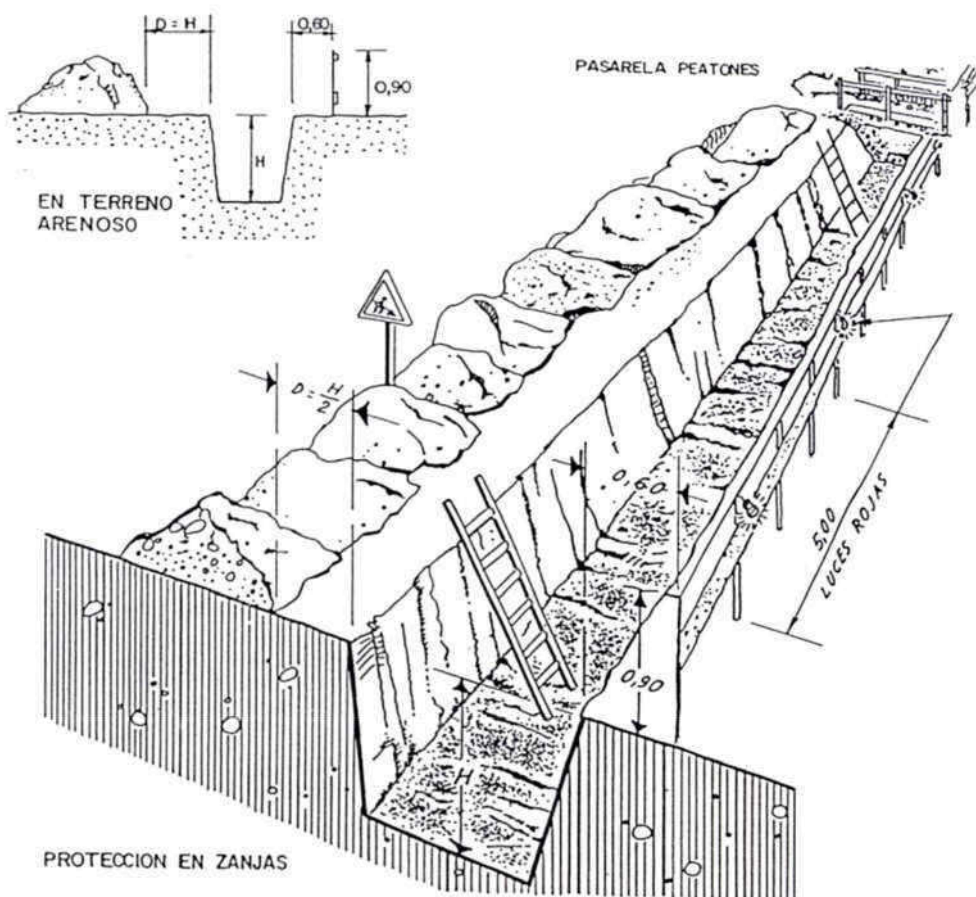 D = H
0,60
0,90
H
EN TERRENO
ARENOSO
PASARELA PEATONES
D = H/2
0,60
5,00
LUCES ROJAS
0,90
H
PROTECCION EN ZANJAS